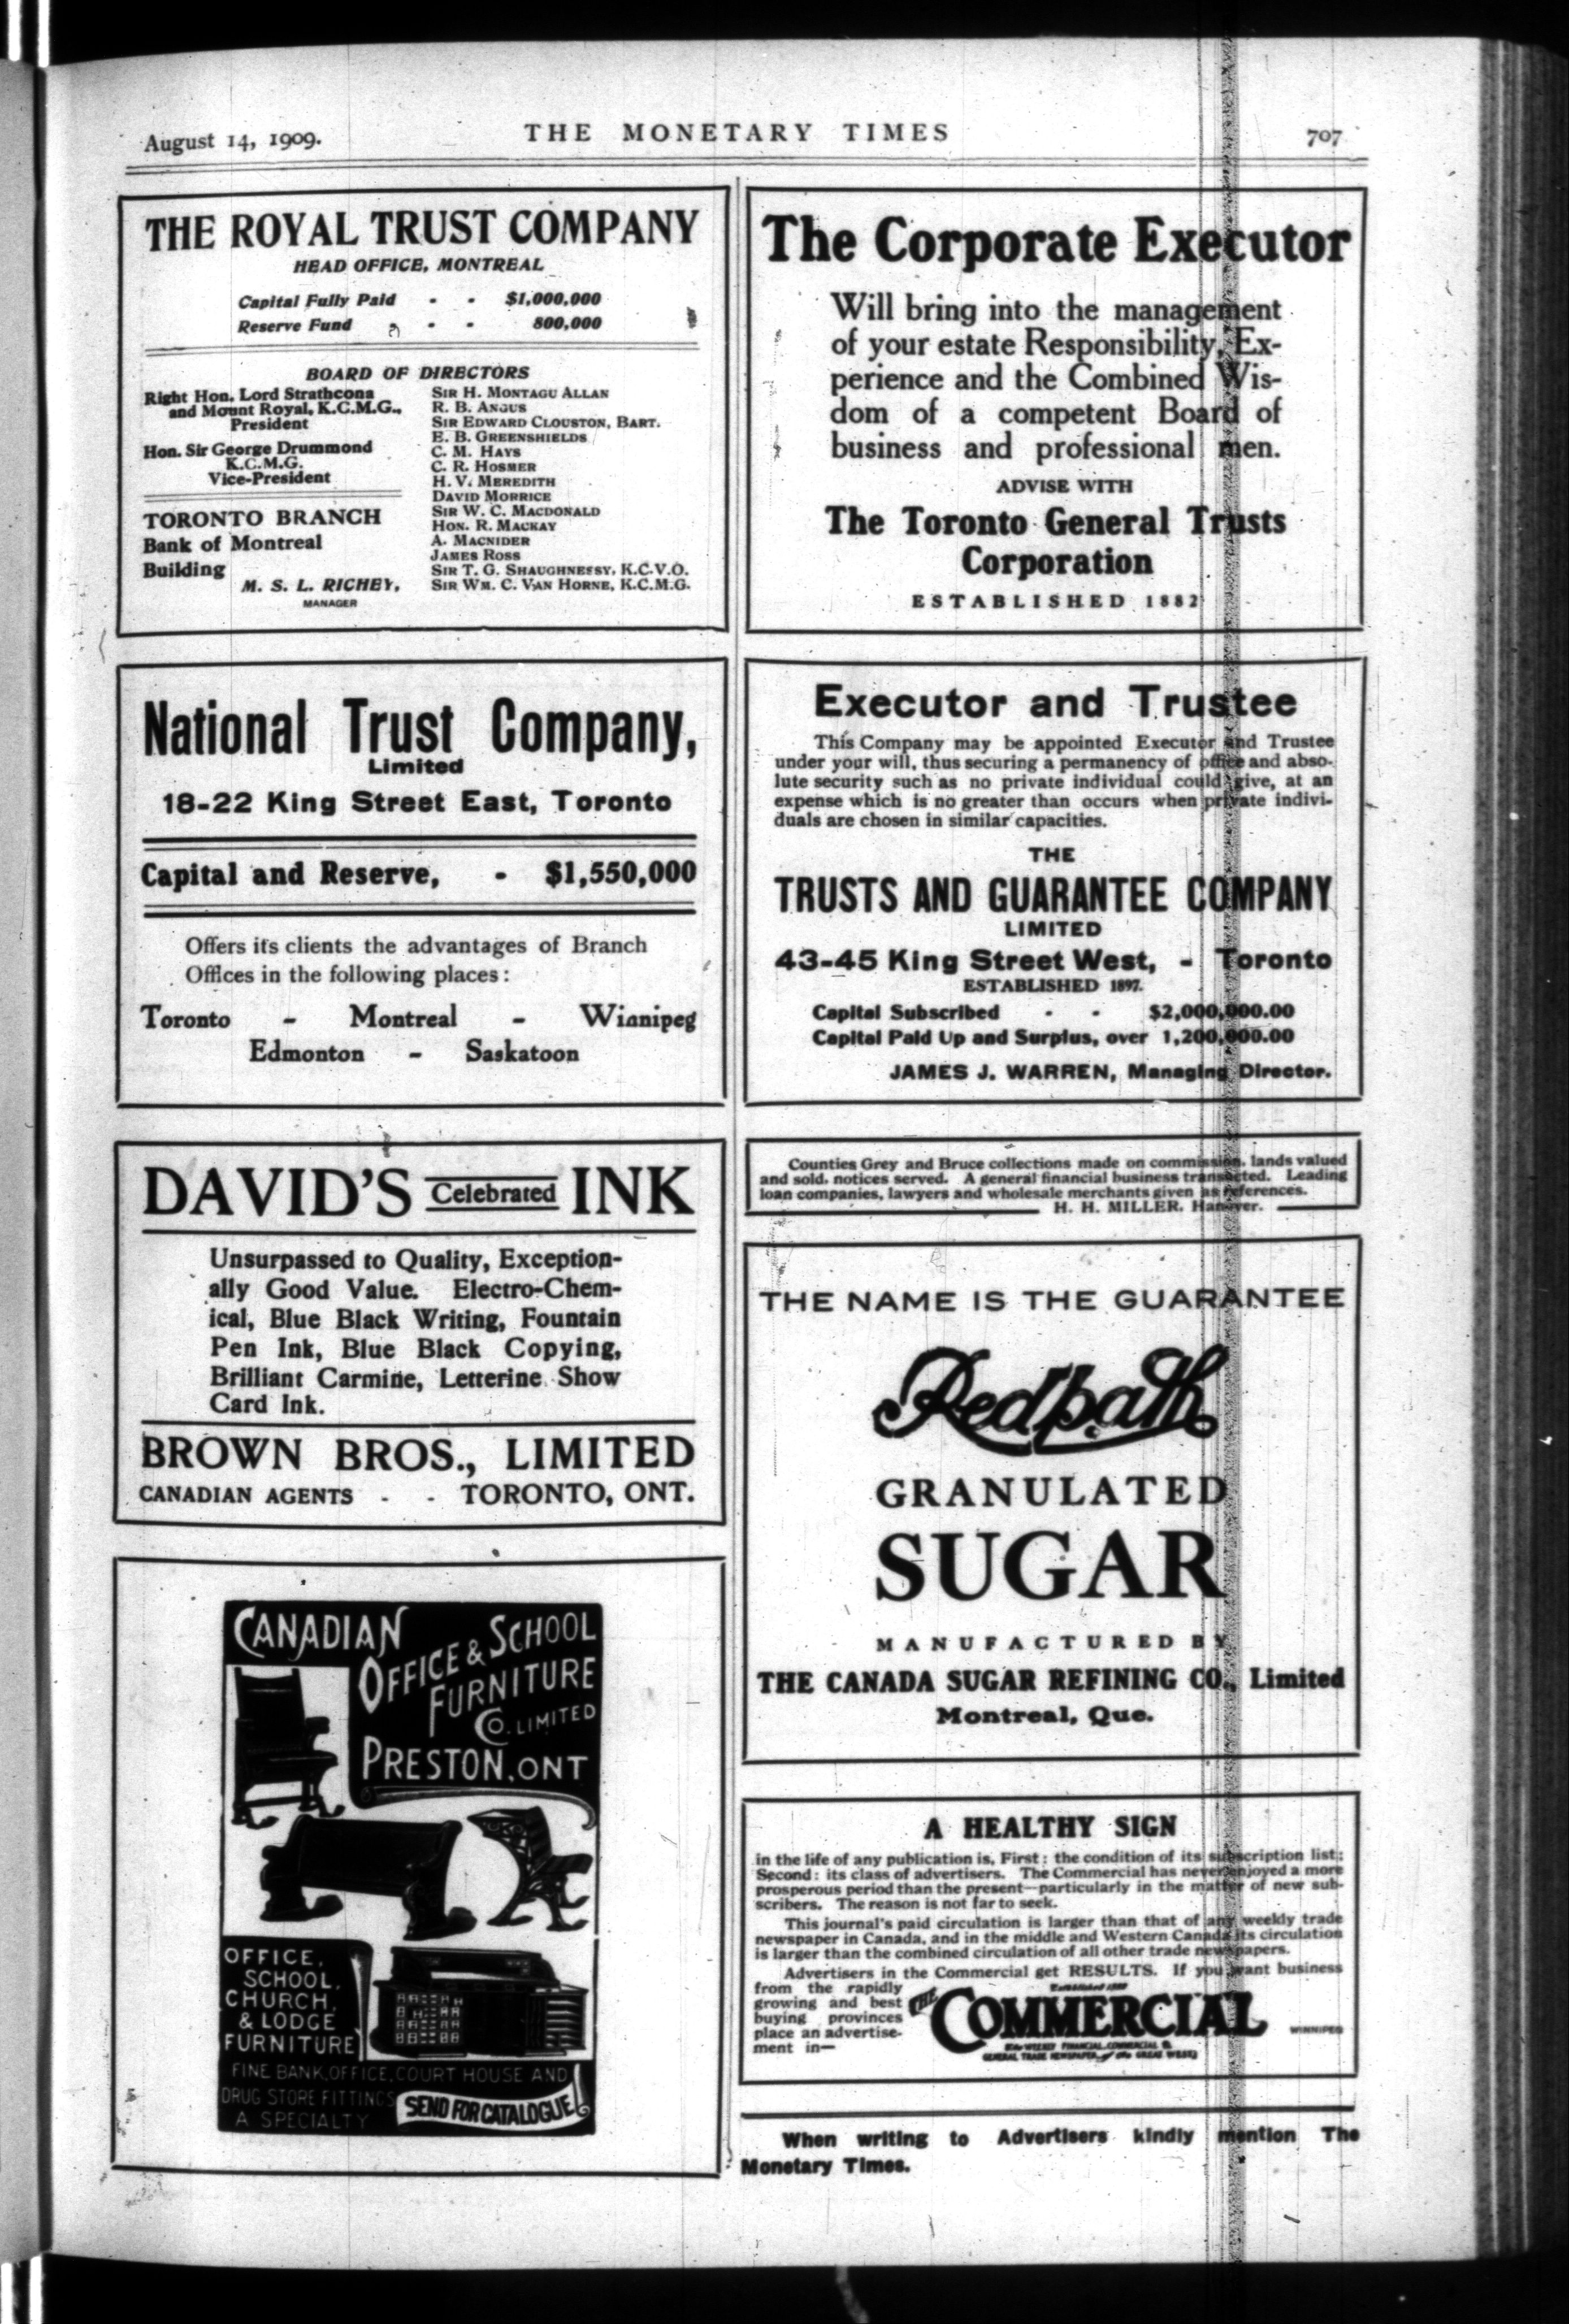 August 14, 1909.
THE MONETARY TIMES
707
THE ROYAL TRUST COMPANY
HEAD OFFICE, MONTREAL
Capital Fully Paid - - $1,000,000
Reserve Fund - - - 800,000
BOARD OF DIRECTORS
Right Hon. Lord Strathcona
and Mount Royal, K.C.M.G.,
President
Hon. Sir George Drummond
K.C.M.G.
Vice-President
TORONTO BRANCH
Bank of Montreal
Building
M. S. L. RICHEY,
MANAGER
SIR H. MONTAGU ALLAN
R. B. ANGUS
SIR EDWARD CLOUSTON, BART.
E. B. GREENSHIELDS
C. M. HAYS
C. R. HOSMER
H. V. MEREDITH
DAVID MORRICE
SIR W. C. MACDONALD
HON. R. MACKAY
A. MACNIDER
JAMES ROSS
SIR T. G. SHAUGHNESSY, K.C.V.O.
SIR WM. C. VAN HORNE, K.C.M.G.
National Trust Company,
Limited
18-22 King Street East, Toronto
Capital and Reserve, - $1,550,000
Offers its clients the advantages of Branch
Offices in the following places:
Toronto - Montreal - Winnipeg
Edmonton - Saskatoon
DAVID'S Celebrated INK
Unsurpassed to Quality, Exception-
ally Good Value. Electro-Chem-
ical, Blue Black Writing, Fountain
Pen Ink, Blue Black Copying,
Brilliant Carmine, Letterine Show
Card Ink.
BROWN BROS., LIMITED
CANADIAN AGENTS - - TORONTO, ONT.
CANADIAN
OFFICE & SCHOOL
FURNITURE
CO. LIMITED
PRESTON, ONT
OFFICE,
SCHOOL,
CHURCH,
& LODGE
FURNITURE
FINE BANK, OFFICE, COURT HOUSE AND
DRUG STORE FITTINGS
A SPECIALTY
SEND FOR CATALOGUE
The Corporate Executor
Will bring into the management
of your estate Responsibility, Ex-
perience and the Combined Wis-
dom of a competent Board of
business and professional men.
ADVISE WITH
The Toronto General Trusts
Corporation
ESTABLISHED 1882
Executor and Trustee
This Company may be appointed Executor and Trustee
under your will, thus securing a permanency of office and abso-
lute security such as no private individual could give, at an
expense which is no greater than occurs when private indivi-
duals are chosen in similar capacities.
THE
TRUSTS AND GUARANTEE COMPANY
LIMITED
43-45 King Street West, - Toronto
ESTABLISHED 1897.
Capital Subscribed - - $2,000,000.00
Capital Paid Up and Surplus, over 1,200,000.00
JAMES J. WARREN, Managing Director.
Counties Grey and Bruce collections made on commission, lands valued
and sold, notices served. A general financial business transacted. Leading
loan companies, lawyers and wholesale merchants given as references.
H. H. MILLER, Hanover.
THE NAME IS THE GUARANTEE
Redpath
GRANULATED
SUGAR
MANUFACTURED BY
THE CANADA SUGAR REFINING CO., Limited
Montreal, Que.
A HEALTHY SIGN
in the life of any publication is, First: the condition of its subscription list;
Second: its class of advertisers. The Commercial has never enjoyed a more
prosperous period than the present—particularly in the matter of new sub-
scribers. The reason is not far to seek.
This journal's paid circulation is larger than that of any weekly trade
newspaper in Canada, and in the middle and Western Canada its circulation
is larger than the combined circulation of all other trade newspapers.
Advertisers in the Commercial get RESULTS. If you want business
from the rapidly
growing and best
buying provinces
place an advertise-
ment in—
THE COMMERCIAL
WINNIPEG
When writing to Advertisers kindly mention The
Monetary Times.